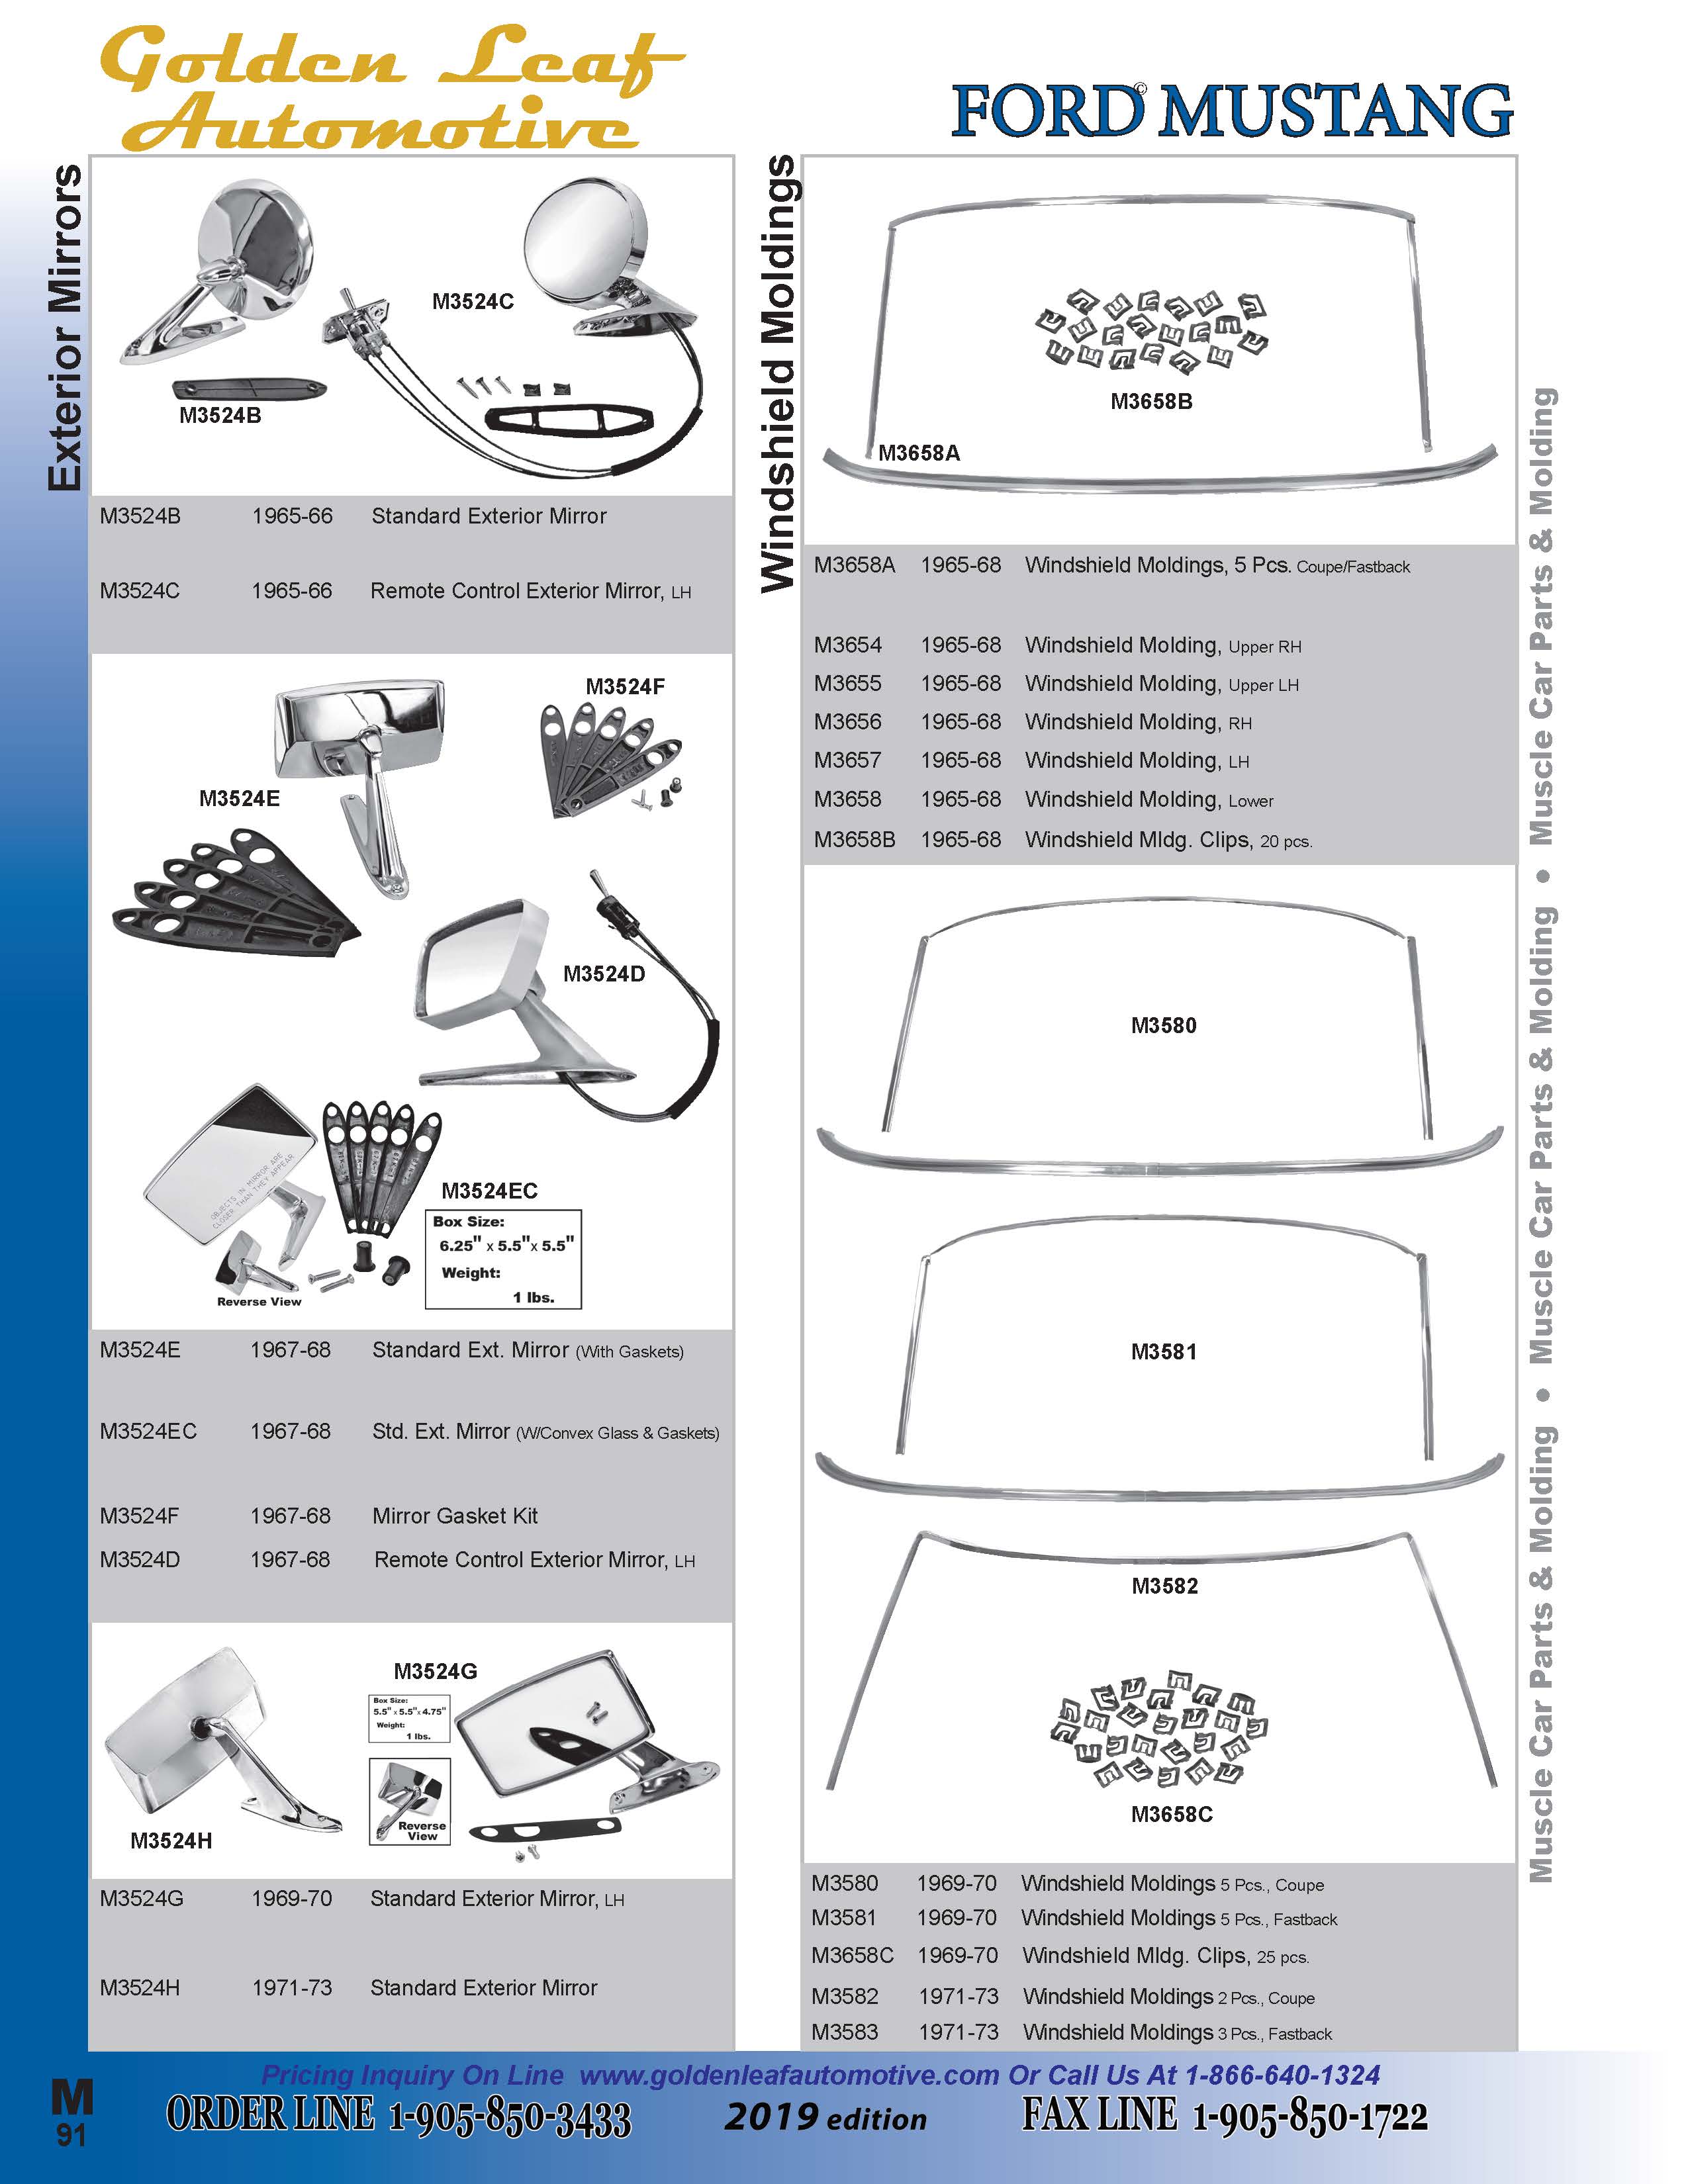 Golden Leaf
Automotive
FORD© MUSTANG
Exterior Mirrors
M3524C
M3524B
M3524B 1965-66 Standard Exterior Mirror
M3524C 1965-66 Remote Control Exterior Mirror, LH
M3524F
M3524E
M3524D
OBJECTS IN MIRROR ARE
CLOSER THAN THEY APPEAR
M3524EC
Box Size:
6.25" x 5.5"x 5.5"
Weight:
1 lbs.
Reverse View
M3524E 1967-68 Standard Ext. Mirror (With Gaskets)
M3524EC 1967-68 Std. Ext. Mirror (W/Convex Glass & Gaskets)
M3524F 1967-68 Mirror Gasket Kit
M3524D 1967-68 Remote Control Exterior Mirror, LH
M3524G
Box Size:
5.5" x 5.5"x 4.75"
Weight:
1 lbs.
Reverse
View
M3524H
M3524G 1969-70 Standard Exterior Mirror, LH
M3524H 1971-73 Standard Exterior Mirror
Windshield Moldings
M3658B
M3658A
M3658A 1965-68 Windshield Moldings, 5 Pcs. Coupe/Fastback
M3654 1965-68 Windshield Molding, Upper RH
M3655 1965-68 Windshield Molding, Upper LH
M3656 1965-68 Windshield Molding, RH
M3657 1965-68 Windshield Molding, LH
M3658 1965-68 Windshield Molding, Lower
M3658B 1965-68 Windshield Mldg. Clips, 20 pcs.
M3580
M3581
M3582
M3658C
M3580 1969-70 Windshield Moldings 5 Pcs., Coupe
M3581 1969-70 Windshield Moldings 5 Pcs., Fastback
M3658C 1969-70 Windshield Mldg. Clips, 25 pcs.
M3582 1971-73 Windshield Moldings 2 Pcs., Coupe
M3583 1971-73 Windshield Moldings 3 Pcs., Fastback
Muscle Car Parts & Molding • Muscle Car Parts & Molding • Muscle Car Parts & Molding
Pricing Inquiry On Line www.goldenleafautomotive.com Or Call Us At 1-866-640-1324
M
91
ORDER LINE 1-905-850-3433
2019 edition
FAX LINE 1-905-850-1722